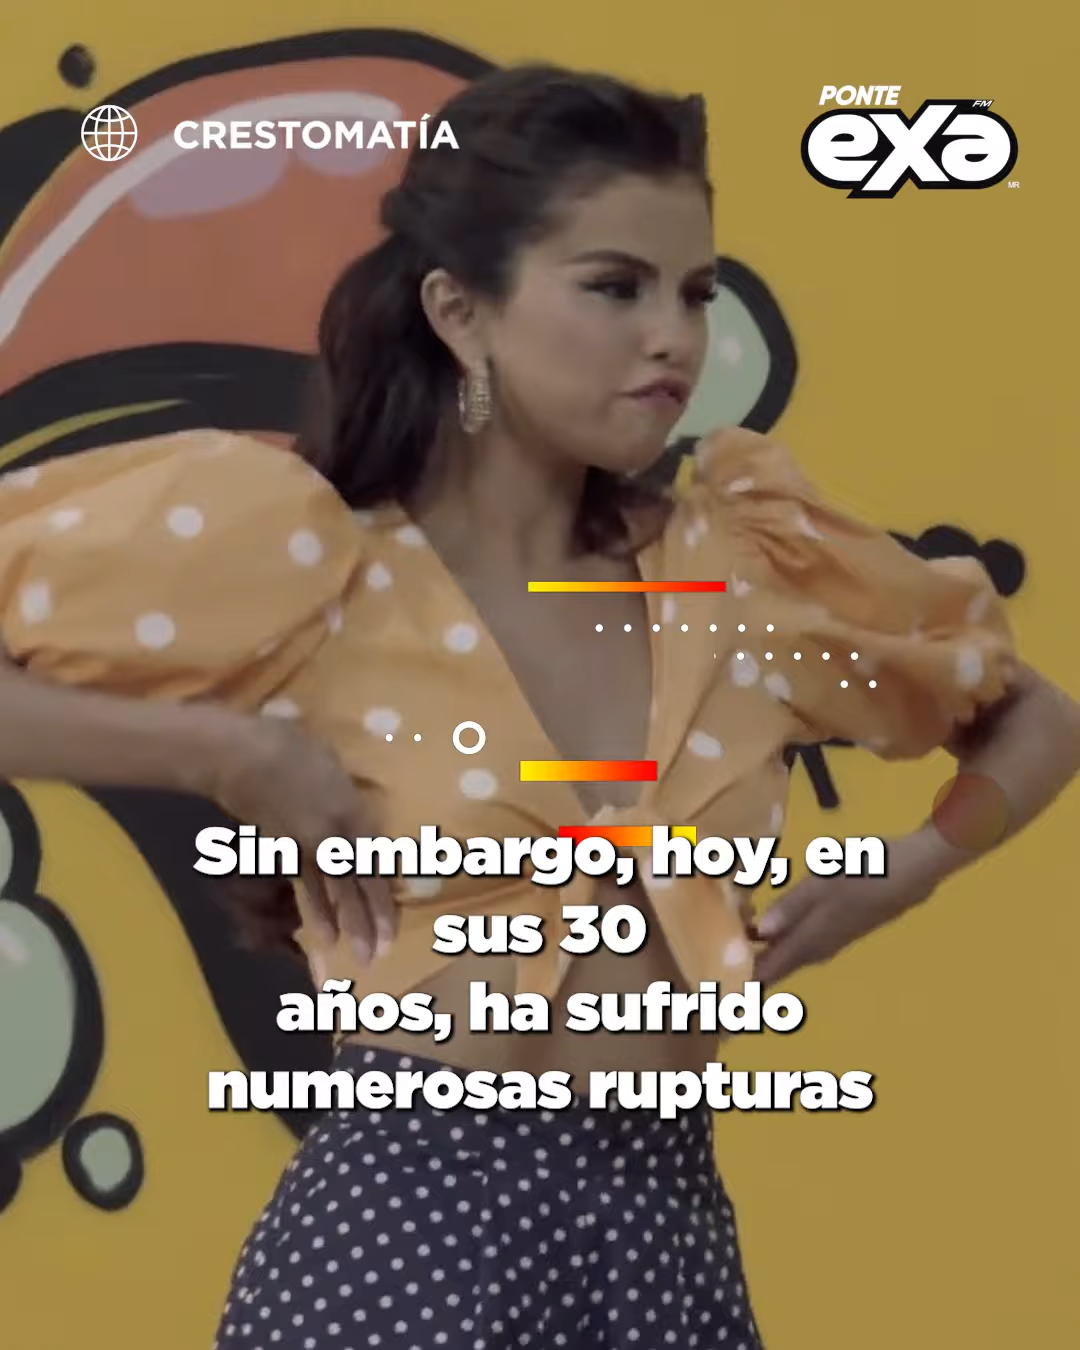 CRESTOMATÍA
PONTE
exa
FM
MR
Sin embargo, hoy, en
sus 30
años, ha sufrido
numerosas rupturas